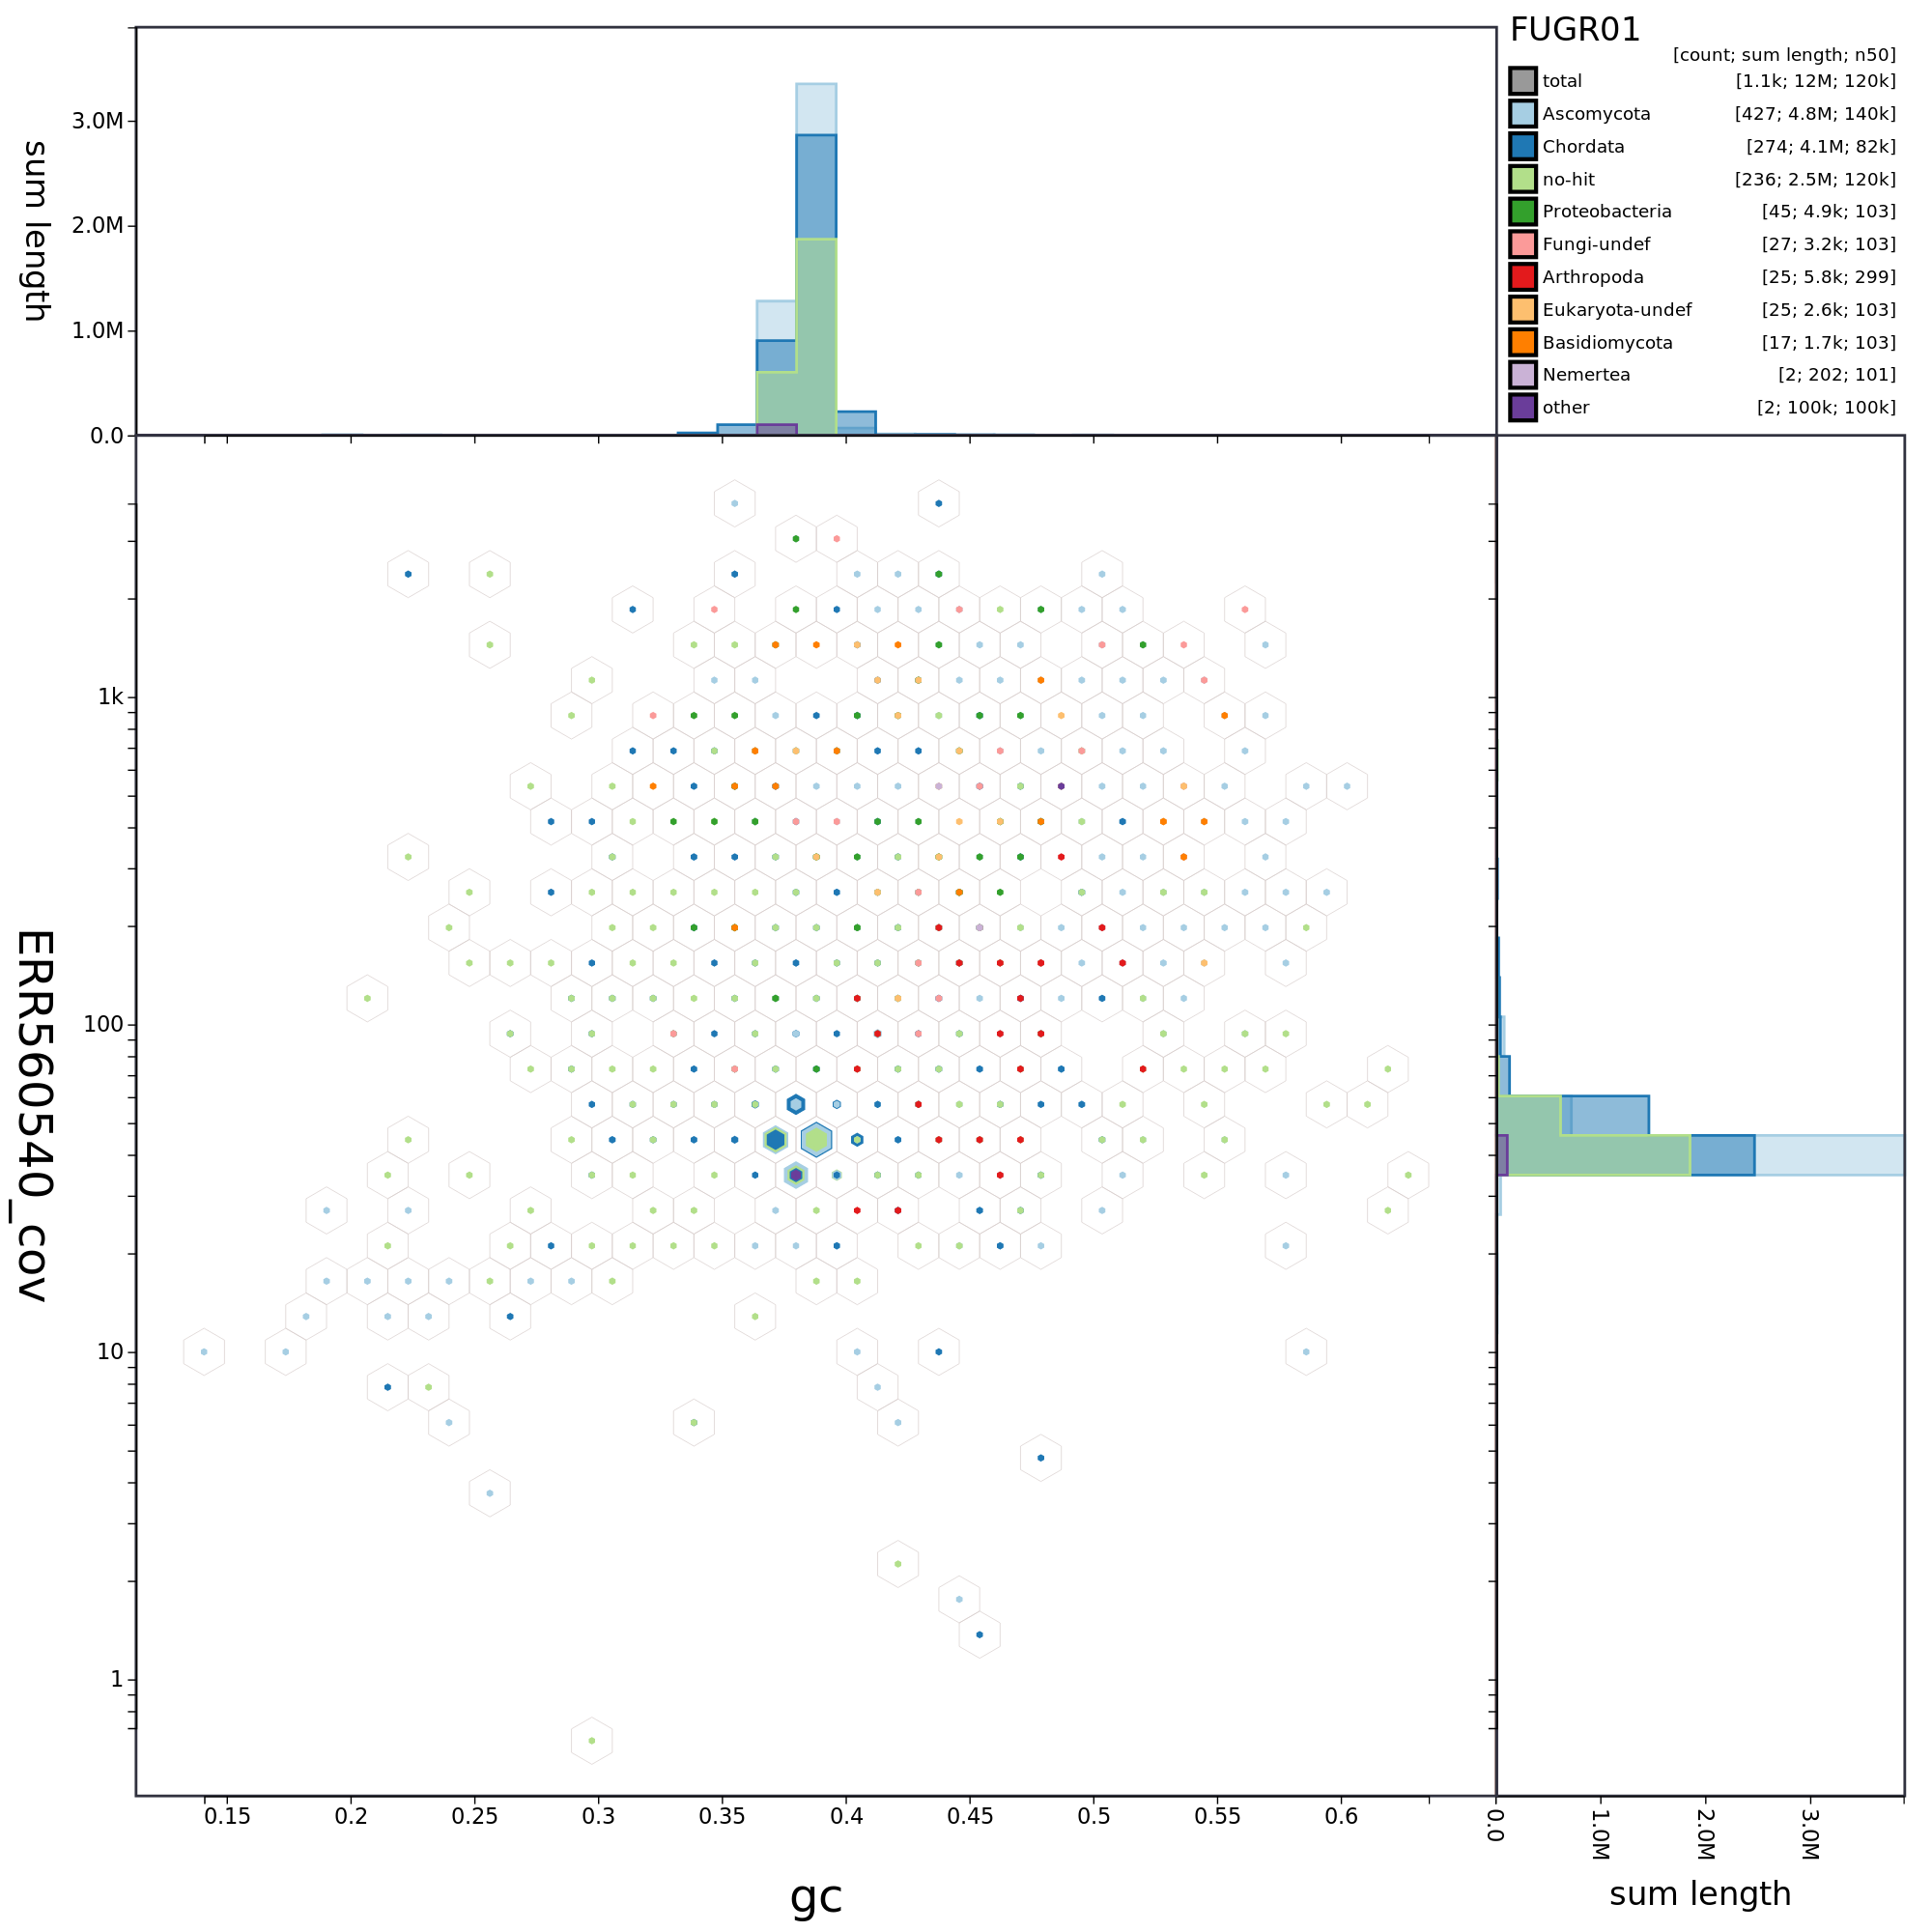 FUGR01
[count; sum length; n50]
total [1.1k; 12M; 120k]
Ascomycota [427; 4.8M; 140k]
Chordata [274; 4.1M; 82k]
no-hit [236; 2.5M; 120k]
Proteobacteria [45; 4.9k; 103]
Fungi-undef [27; 3.2k; 103]
Arthropoda [25; 5.8k; 299]
Eukaryota-undef [25; 2.6k; 103]
Basidiomycota [17; 1.7k; 103]
Nemertea [2; 202; 101]
other [2; 100k; 100k]
sum length
3.0M
2.0M
1.0M
0.0
ERR560540_cov
1k
100
10
1
0.15 0.2 0.25 0.3 0.35 0.4 0.45 0.5 0.55 0.6
gc
0.0 1.0M 2.0M 3.0M
sum length